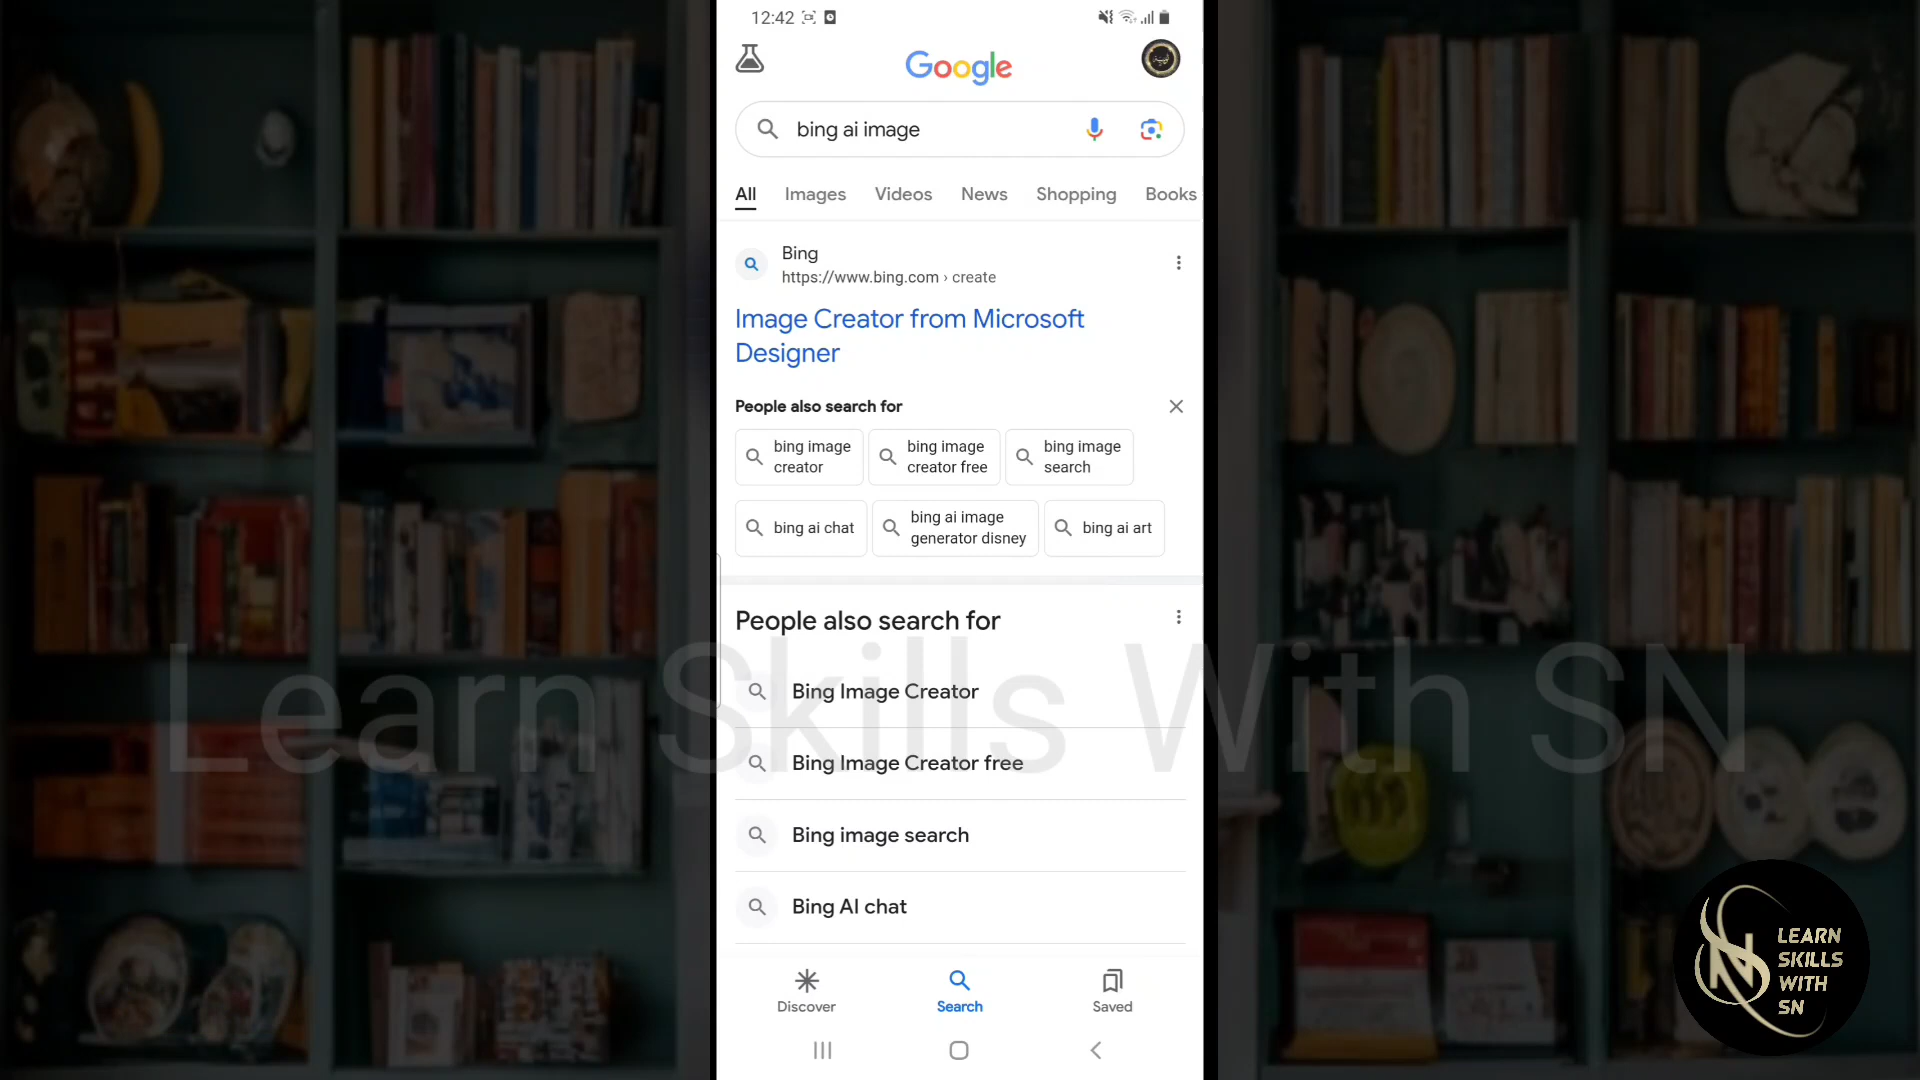 12:42
Google
bing ai image
All Images Videos News Shopping Books
Bing
https://www.bing.com › create
Image Creator from Microsoft
Designer
People also search for
bing image
creator
bing image
creator free
bing image
search
bing ai chat
bing ai image
generator disney
bing ai art
People also search for
Bing Image Creator
Bing Image Creator free
Bing image search
Bing AI chat
Discover Search Saved
Learn Skills With SN
LEARN
SKILLS
WITH
SN